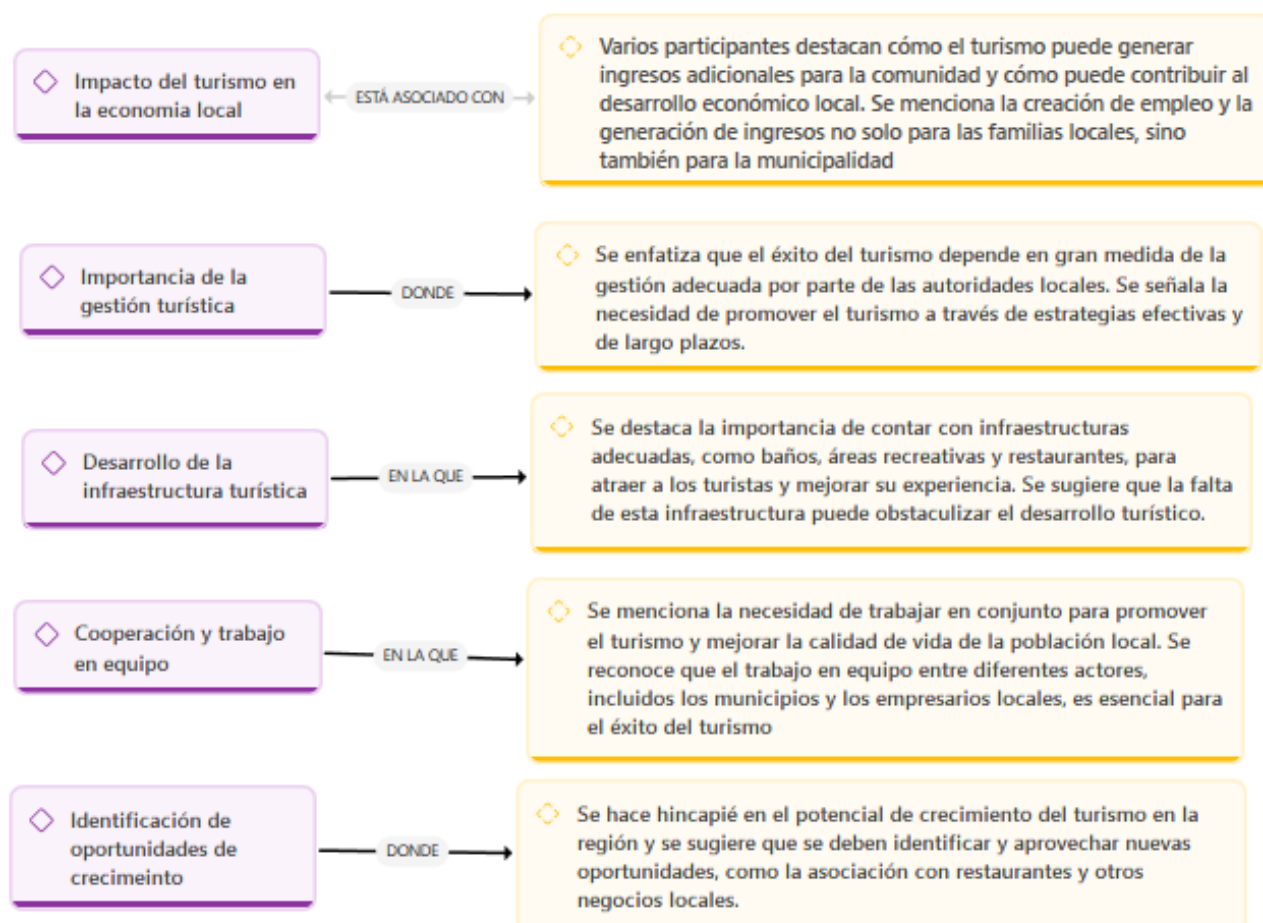 Impacto del turismo en
la economia local
ESTÁ ASOCIADO CON
Varios participantes destacan cómo el turismo puede generar
ingresos adicionales para la comunidad y cómo puede contribuir al
desarrollo económico local. Se menciona la creación de empleo y la
generación de ingresos no solo para las familias locales, sino
también para la municipalidad
Importancia de la
gestión turística
DONDE
Se enfatiza que el éxito del turismo depende en gran medida de la
gestión adecuada por parte de las autoridades locales. Se señala la
necesidad de promover el turismo a través de estrategias efectivas y
de largo plazos.
Desarrollo de la
infraestructura turística
EN LA QUE
Se destaca la importancia de contar con infraestructuras
adecuadas, como baños, áreas recreativas y restaurantes, para
atraer a los turistas y mejorar su experiencia. Se sugiere que la falta
de esta infraestructura puede obstaculizar el desarrollo turístico.
Cooperación y trabajo
en equipo
EN LA QUE
Se menciona la necesidad de trabajar en conjunto para promover
el turismo y mejorar la calidad de vida de la población local. Se
reconoce que el trabajo en equipo entre diferentes actores,
incluidos los municipios y los empresarios locales, es esencial para
el éxito del turismo
Identificación de
oportunidades de
crecimeinto
DONDE
Se hace hincapié en el potencial de crecimiento del turismo en la
región y se sugiere que se deben identificar y aprovechar nuevas
oportunidades, como la asociación con restaurantes y otros
negocios locales.